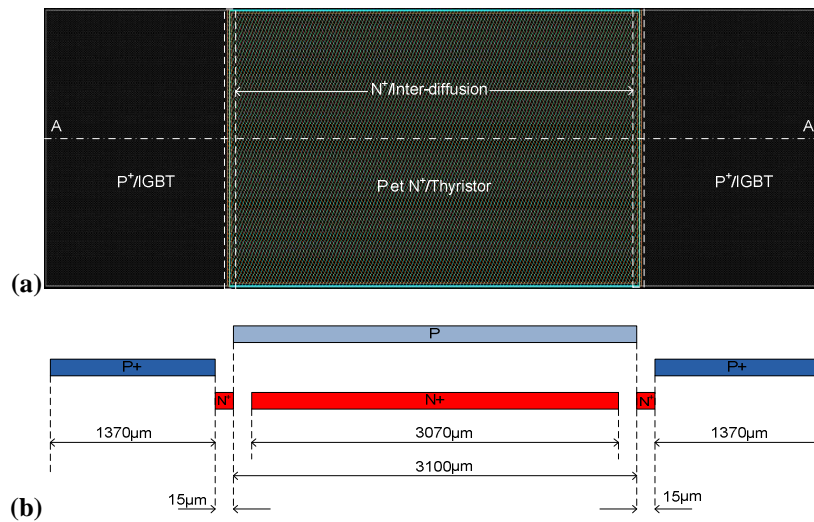 N+/Inter-diffusion
A
A
P+/IGBT
P et N+/Thyristor
P+/IGBT
(a)
P
P+
P+
N+
N+
N+
1370µm
3070µm
1370µm
3100µm
15µm
15µm
(b)